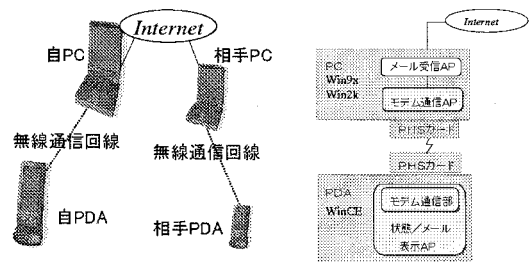 Internet
自PC
相手PC
無線通信回線
無線通信回線
自PDA
相手PDA
Internet
PC
Win9x
Win2k
メール受信AP
モデム通信AP
PHSカード
PHSカード
PDA
WinCE
モデム通信部
状態/メール
表示AP